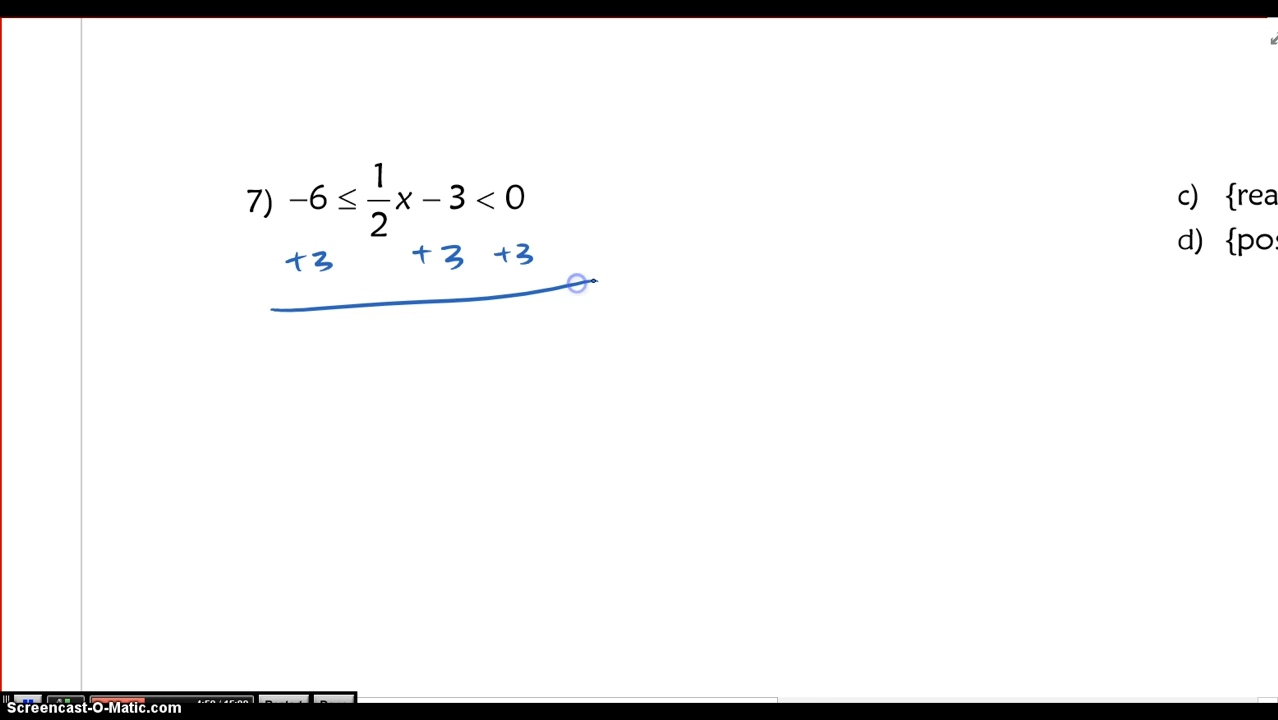 7) −6 ≤ 1/2 x − 3 < 0
+3 +3 +3
c) {rea
d) {pos
Screencast-O-Matic.com